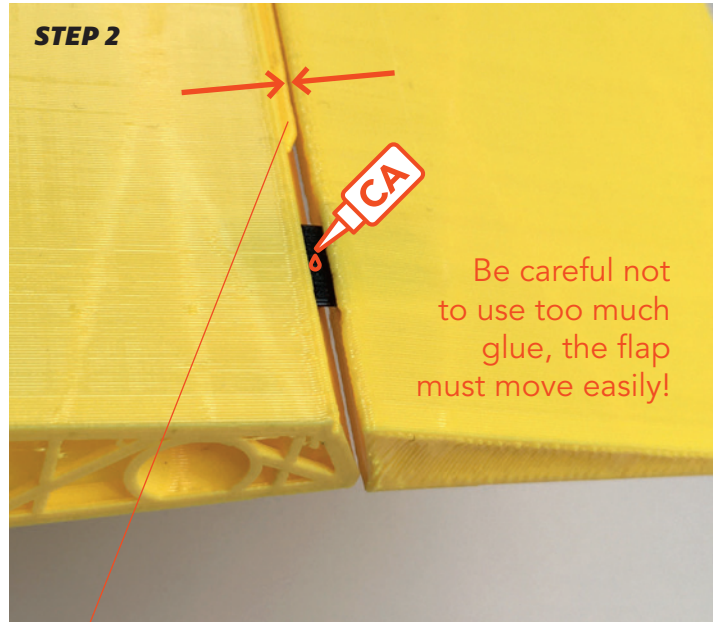 STEP 2
CA
Be careful not
to use too much
glue, the flap
must move easily!